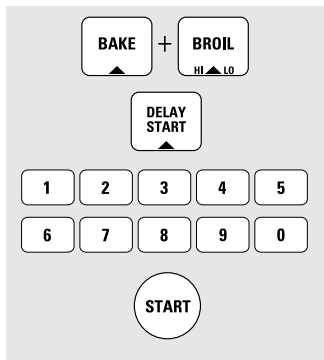 BAKE + BROIL
HI LO
DELAY
START
1 2 3 4 5
6 7 8 9 0
START